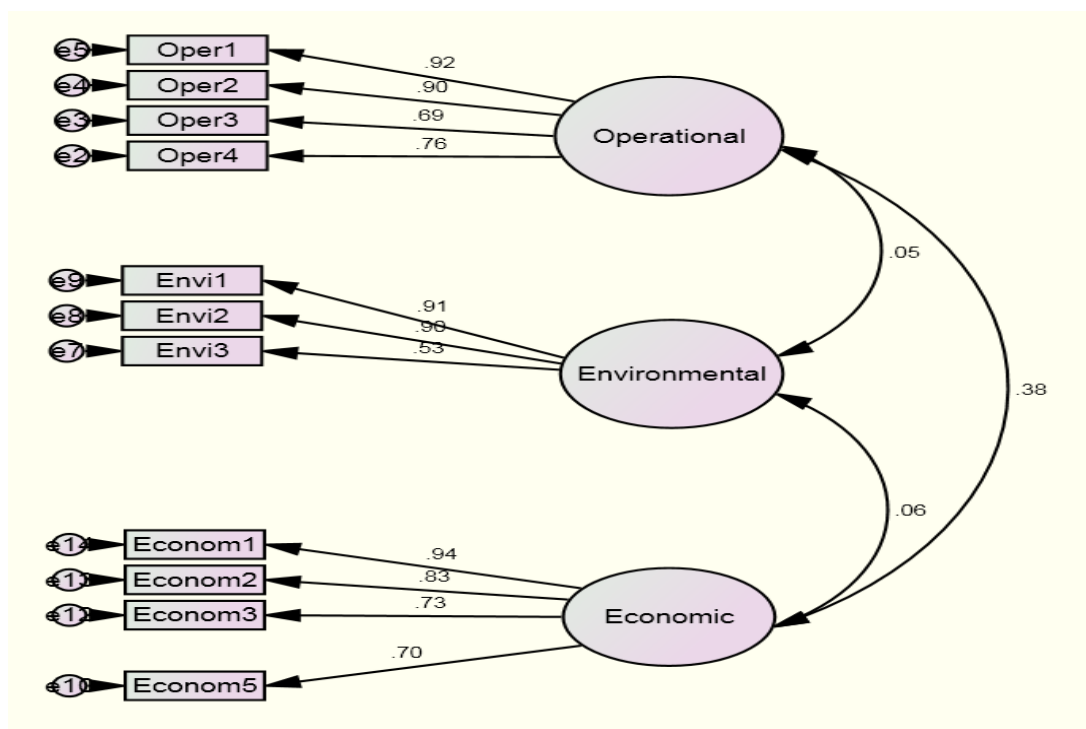 e5 Oper1 .92
e4 Oper2 .90
e3 Oper3 .69
e2 Oper4 .76
Operational
.05
e9 Envi1 .91
e8 Envi2 .90
e7 Envi3 .53
Environmental
.38
.06
e14 Econom1 .94
e13 Econom2 .83
e12 Econom3 .73
Economic
e10 Econom5 .70